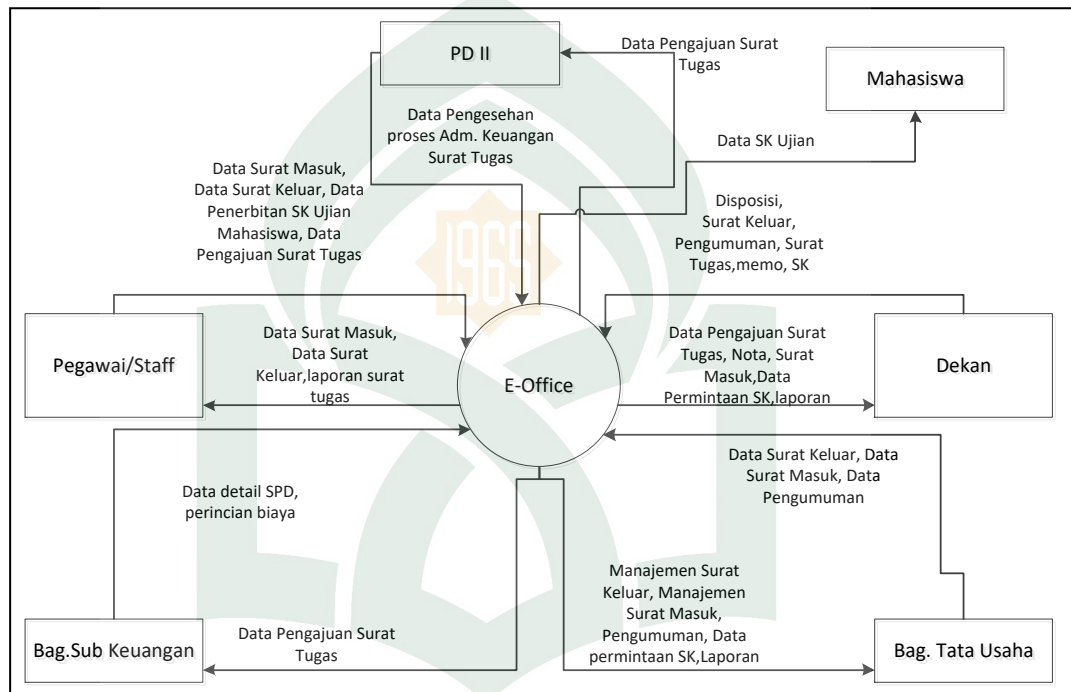 PD II
Data Pengajuan Surat
Tugas
Mahasiswa
Data Pengesehan
proses Adm. Keuangan
Surat Tugas
Data SK Ujian
Data Surat Masuk,
Data Surat Keluar, Data
Penerbitan SK Ujian
Mahasiswa, Data
Pengajuan Surat Tugas
Disposisi,
Surat Keluar,
Pengumuman, Surat
Tugas,memo, SK
1965
Pegawai/Staff
Data Surat Masuk,
Data Surat
Keluar,laporan surat
tugas
E-Office
Data Pengajuan Surat
Tugas, Nota, Surat
Masuk,Data
Permintaan SK,laporan
Dekan
Data detail SPD,
perincian biaya
Data Surat Keluar, Data
Surat Masuk, Data
Pengumuman
Bag.Sub Keuangan
Data Pengajuan Surat
Tugas
Manajemen Surat
Keluar, Manajemen
Surat Masuk,
Pengumuman, Data
permintaan SK,Laporan
Bag. Tata Usaha